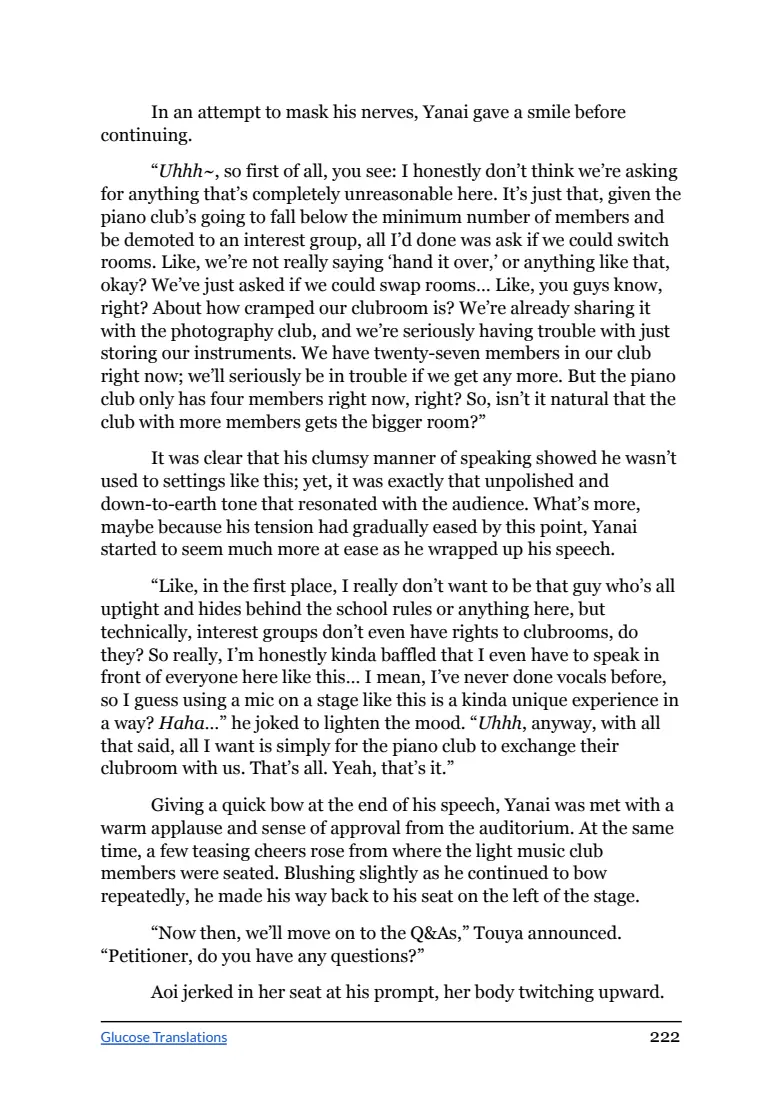 In an attempt to mask his nerves, Yanai gave a smile before
continuing.
“Uhhh~, so first of all, you see: I honestly don’t think we’re asking
for anything that’s completely unreasonable here. It’s just that, given the
piano club’s going to fall below the minimum number of members and
be demoted to an interest group, all I’d done was ask if we could switch
rooms. Like, we’re not really saying ‘hand it over,’ or anything like that,
okay? We’ve just asked if we could swap rooms… Like, you guys know,
right? About how cramped our clubroom is? We’re already sharing it
with the photography club, and we’re seriously having trouble with just
storing our instruments. We have twenty-seven members in our club
right now; we’ll seriously be in trouble if we get any more. But the piano
club only has four members right now, right? So, isn’t it natural that the
club with more members gets the bigger room?”
It was clear that his clumsy manner of speaking showed he wasn’t
used to settings like this; yet, it was exactly that unpolished and
down-to-earth tone that resonated with the audience. What’s more,
maybe because his tension had gradually eased by this point, Yanai
started to seem much more at ease as he wrapped up his speech.
“Like, in the first place, I really don’t want to be that guy who’s all
uptight and hides behind the school rules or anything here, but
technically, interest groups don’t even have rights to clubrooms, do
they? So really, I’m honestly kinda baffled that I even have to speak in
front of everyone here like this… I mean, I’ve never done vocals before,
so I guess using a mic on a stage like this is a kinda unique experience in
a way? Haha…” he joked to lighten the mood. “Uhhh, anyway, with all
that said, all I want is simply for the piano club to exchange their
clubroom with us. That’s all. Yeah, that’s it.”
Giving a quick bow at the end of his speech, Yanai was met with a
warm applause and sense of approval from the auditorium. At the same
time, a few teasing cheers rose from where the light music club
members were seated. Blushing slightly as he continued to bow
repeatedly, he made his way back to his seat on the left of the stage.
“Now then, we’ll move on to the Q&As,” Touya announced.
“Petitioner, do you have any questions?”
Aoi jerked in her seat at his prompt, her body twitching upward.
Glucose Translations 222